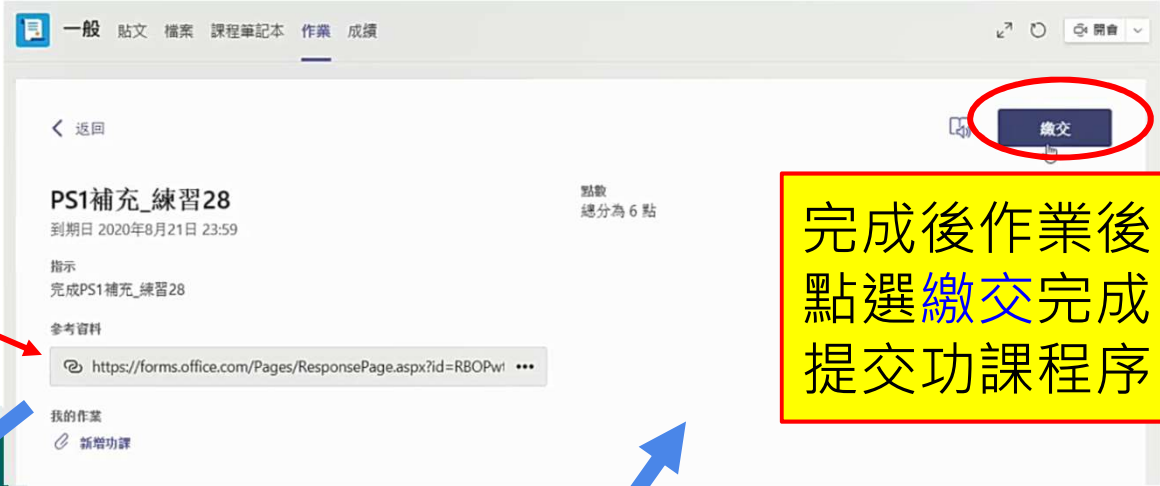 一般 貼文 檔案 課程筆記本 作業 成績
開會
返回
繳交
PS1補充_練習28
到期日 2020年8月21日 23:59
點數
總分為 6 點
指示
完成PS1補充_練習28
參考資料
https://forms.office.com/Pages/ResponsePage.aspx?id=RBOPw
我的作業
新增功課
完成後作業後
點選繳交完成
提交功課程序